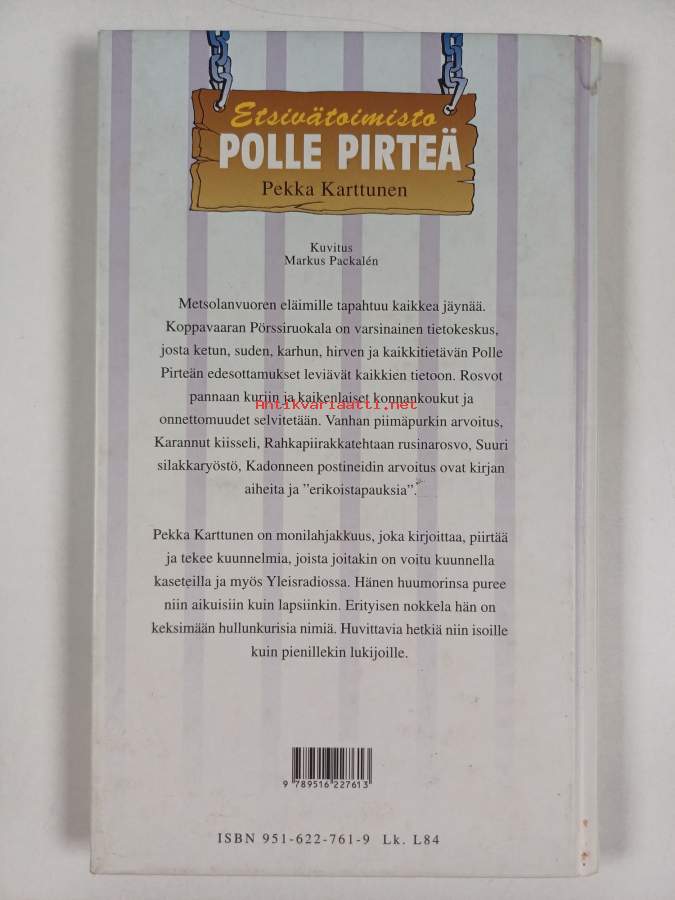 Etsivätoimisto
POLLE PIRTEÄ
Pekka Karttunen
Kuvitus
Markus Packalén
Metsolanvuoren eläimille tapahtuu kaikkea jäynää.
Koppavaaran Pörssiruokala on varsinainen tietokeskus,
josta ketun, suden, karhun, hirven ja kaikkitietävän Polle
Pirteän edesottamukset leviävät kaikkien tietoon. Rosvot
pannaan kuriin ja kaikenlaiset konnankoukut ja
Antikvariaatti.net
onnettomuudet selvitetään. Vanhan piimäpurkin arvoitus,
Karannut kiisseli, Rahkapiirakkatehtaan rusinarosvo, Suuri
silakkaryöstö, Kadonneen postineidin arvoitus ovat kirjan
aiheita ja ”erikoistapauksia”.
Pekka Karttunen on monilahjakkuus, joka kirjoittaa, piirtää
ja tekee kuunnelmia, joista joitakin on voitu kuunnella
kaseteilla ja myös Yleisradiossa. Hänen huumorinsa puree
niin aikuisiin kuin lapsiinkin. Erityisen nokkela hän on
keksimään hullunkurisia nimiä. Huvittavia hetkiä niin isoille
kuin pienillekin lukijoille.
9 789516 227613
ISBN 951-622-761-9 Lk. L84